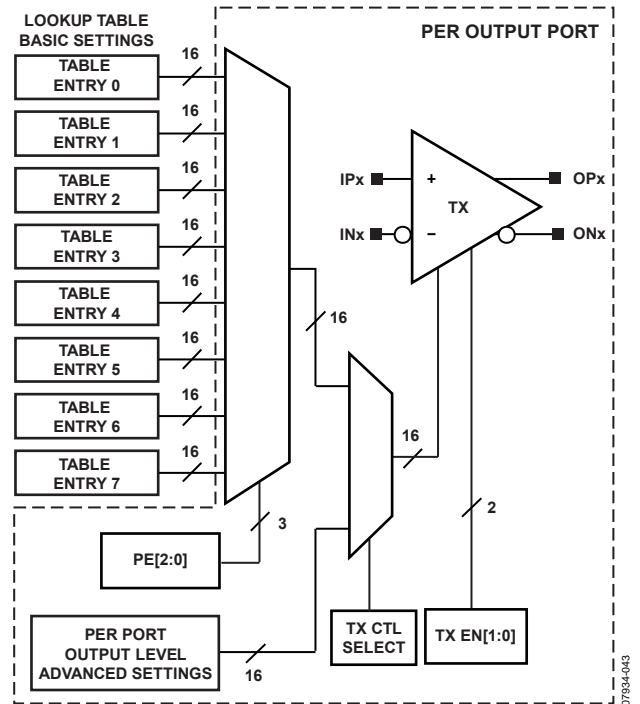 LOOKUP TABLE
BASIC SETTINGS
PER OUTPUT PORT
TABLE
ENTRY 0
16
TABLE
ENTRY 1
16
TABLE
ENTRY 2
16
TABLE
ENTRY 3
16
TABLE
ENTRY 4
16
TABLE
ENTRY 5
16
TABLE
ENTRY 6
16
TABLE
ENTRY 7
16
IPx
+
OPx
TX
INx
−
ONx
16
16
2
3
PE[2:0]
PER PORT
OUTPUT LEVEL
ADVANCED SETTINGS
16
TX CTL
SELECT
TX EN[1:0]
07934-043